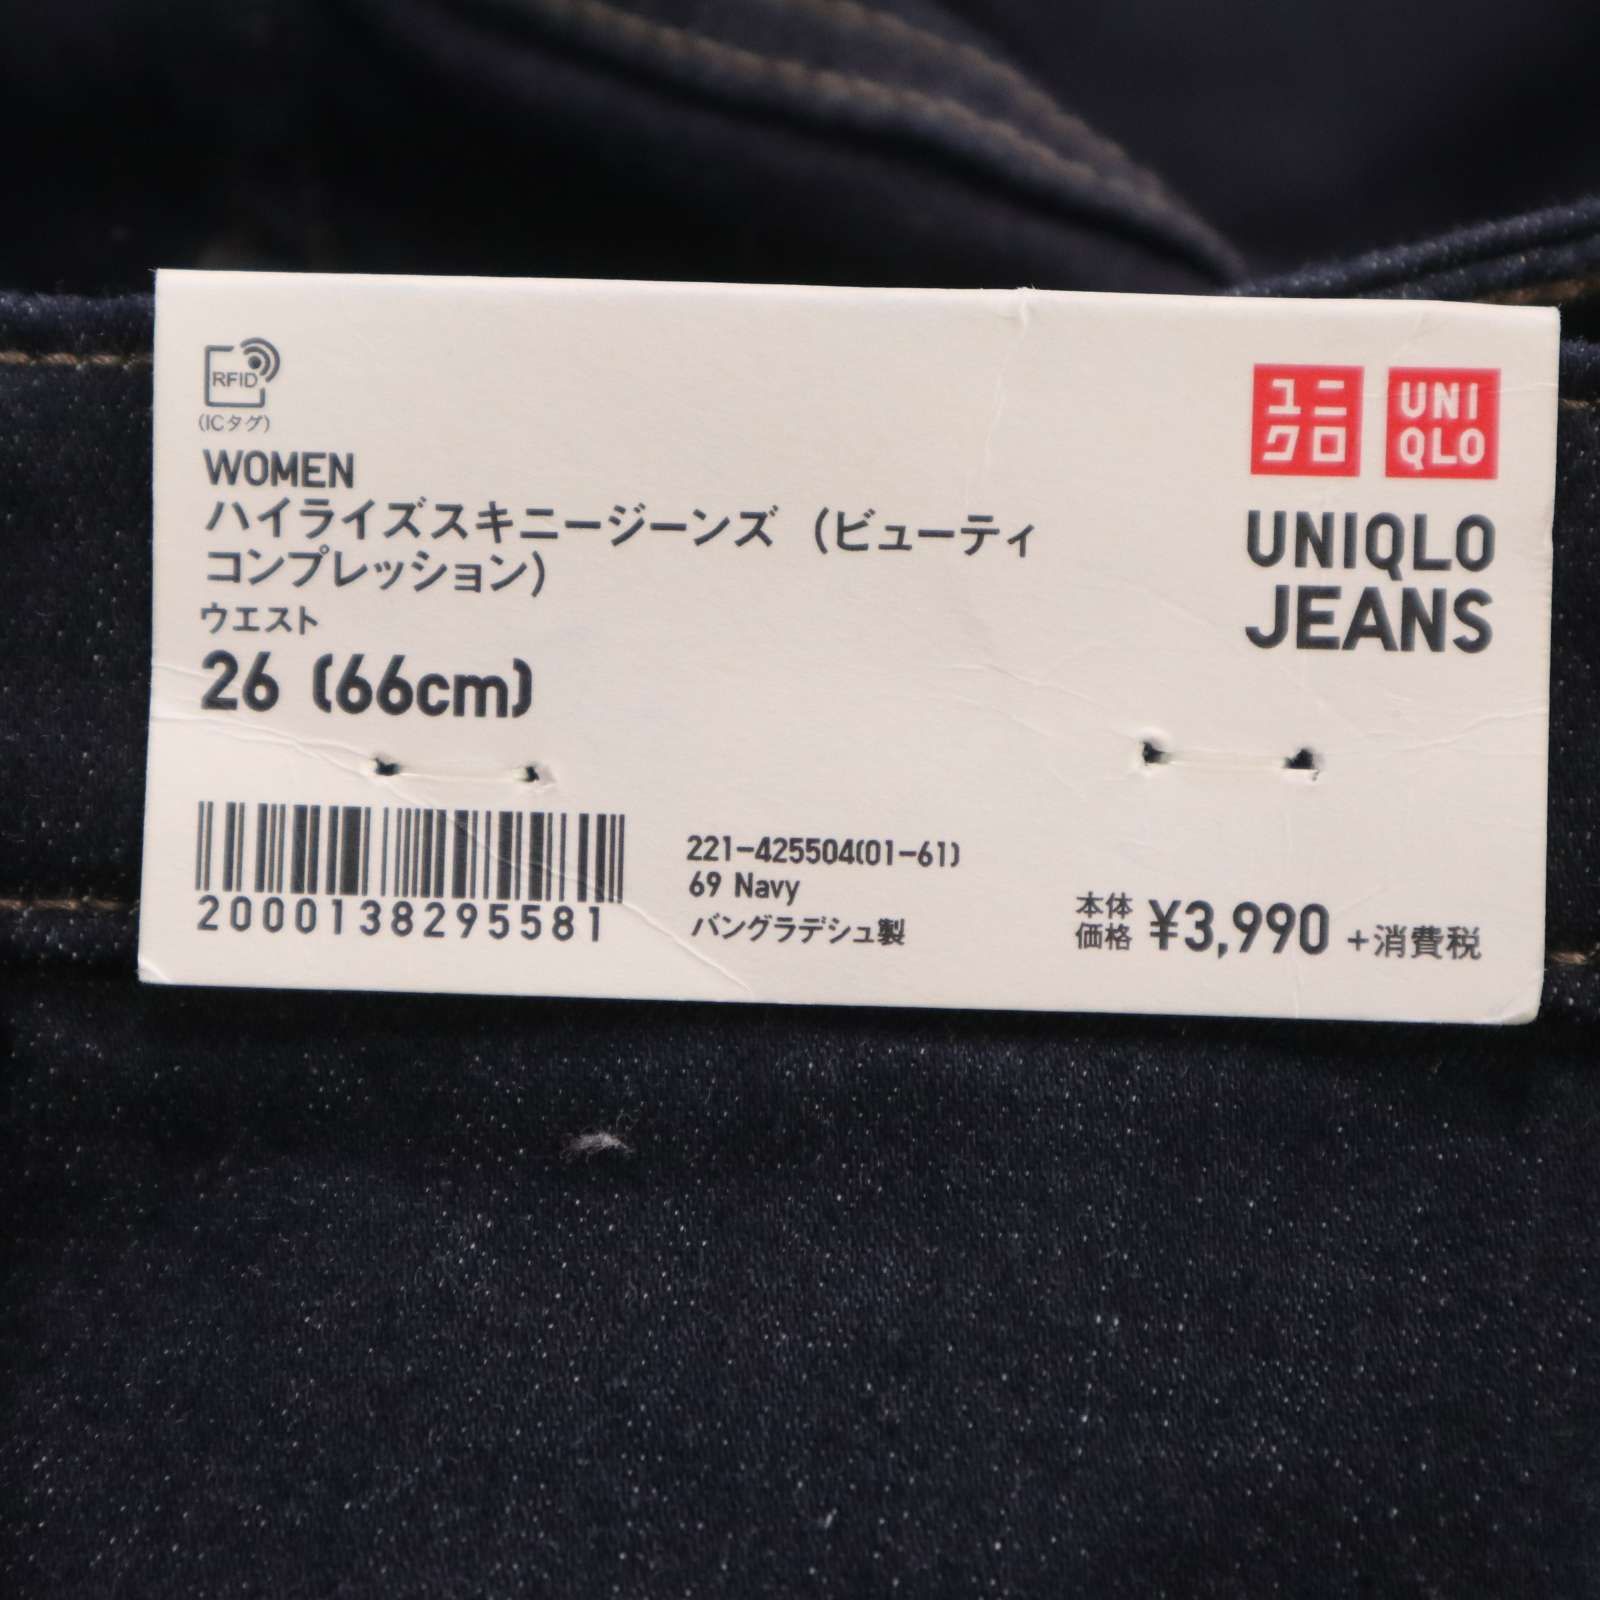 RFID
(ICタグ)
WOMEN
ハイライズスキニージーンズ（ビューティ
コンプレッション）
ウエスト
26 (66cm)
2000138295581
221-425504(01-61)
69 Navy
バングラデシュ製
ユニ
クロ
UNI
QLO
UNIQLO
JEANS
本体
価格 ¥3,990 +消費税